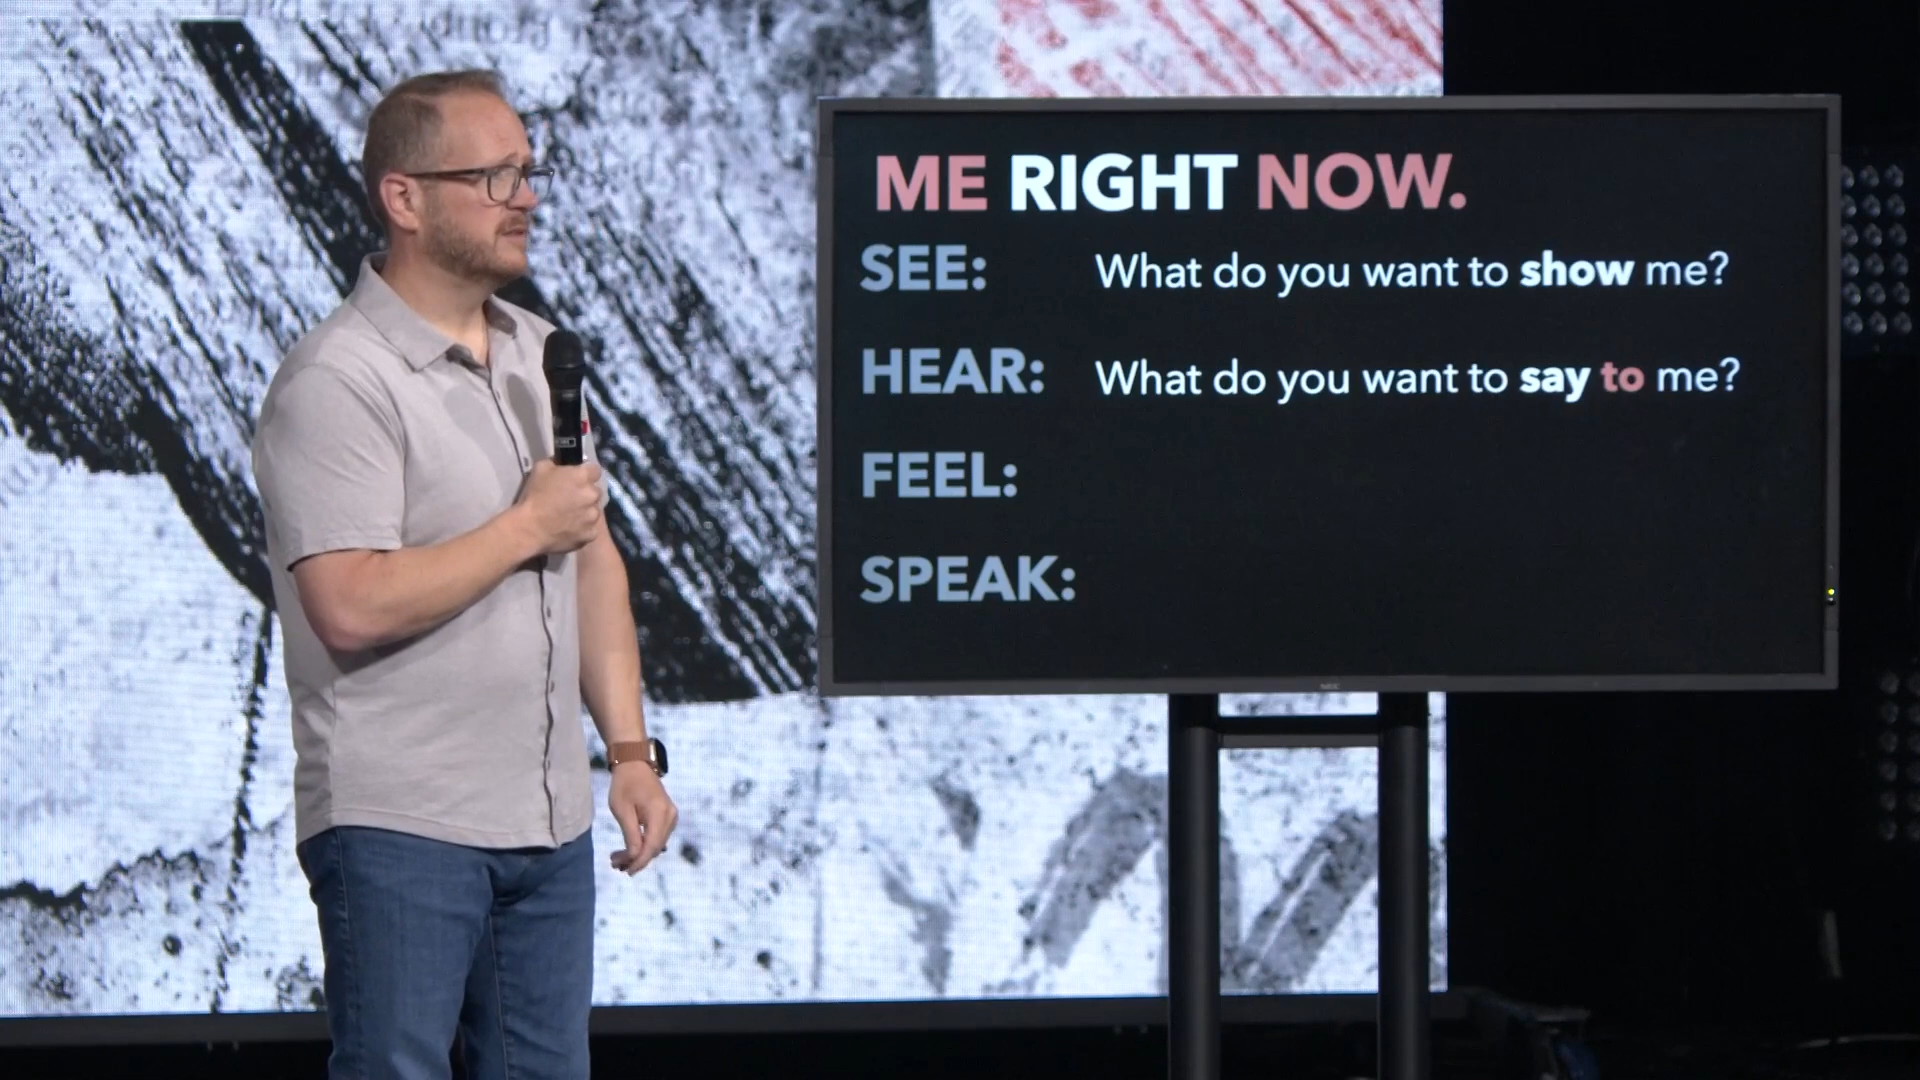 ME RIGHT NOW.
SEE: What do you want to show me?
HEAR: What do you want to say to me?
FEEL:
SPEAK:
NEC